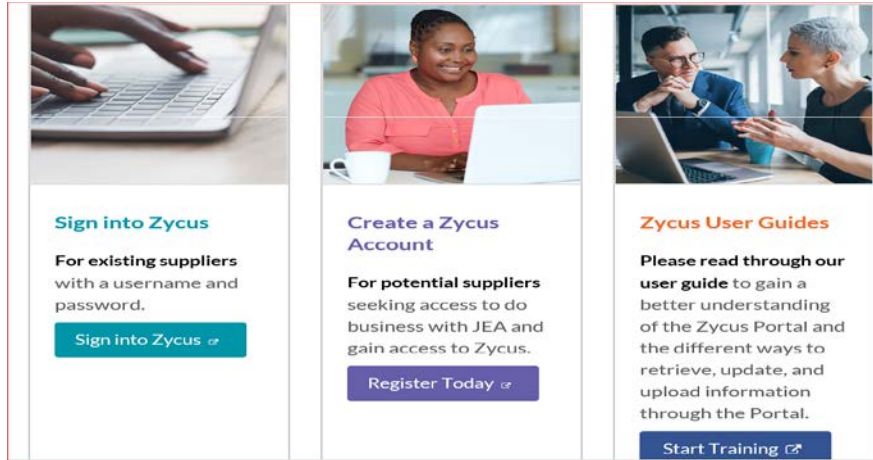 Sign into Zycus
For existing suppliers
with a username and
password.
Sign into Zycus
Create a Zycus
Account
For potential suppliers
seeking access to do
business with JEA and
gain access to Zycus.
Register Today
Zycus User Guides
Please read through our
user guide to gain a
better understanding
of the Zycus Portal and
the different ways to
retrieve, update, and
upload information
through the Portal.
Start Training